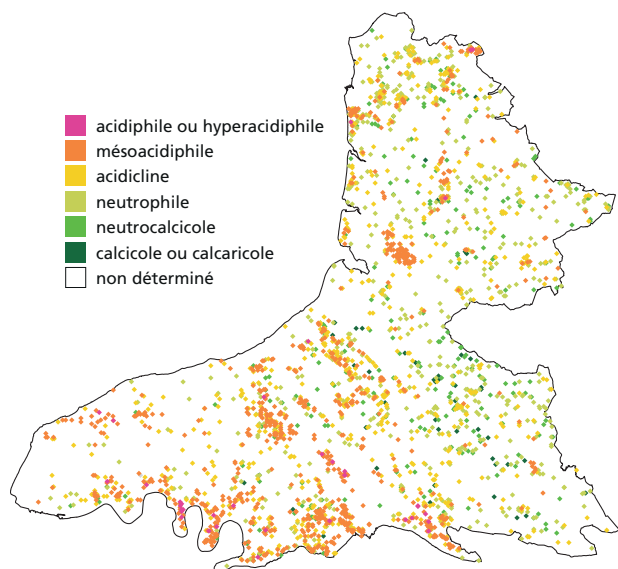 acidiphile ou hyperacidiphile
mésoacidiphile
acidicline
neutrophile
neutrocalcicole
calcicole ou calcaricole
non déterminé